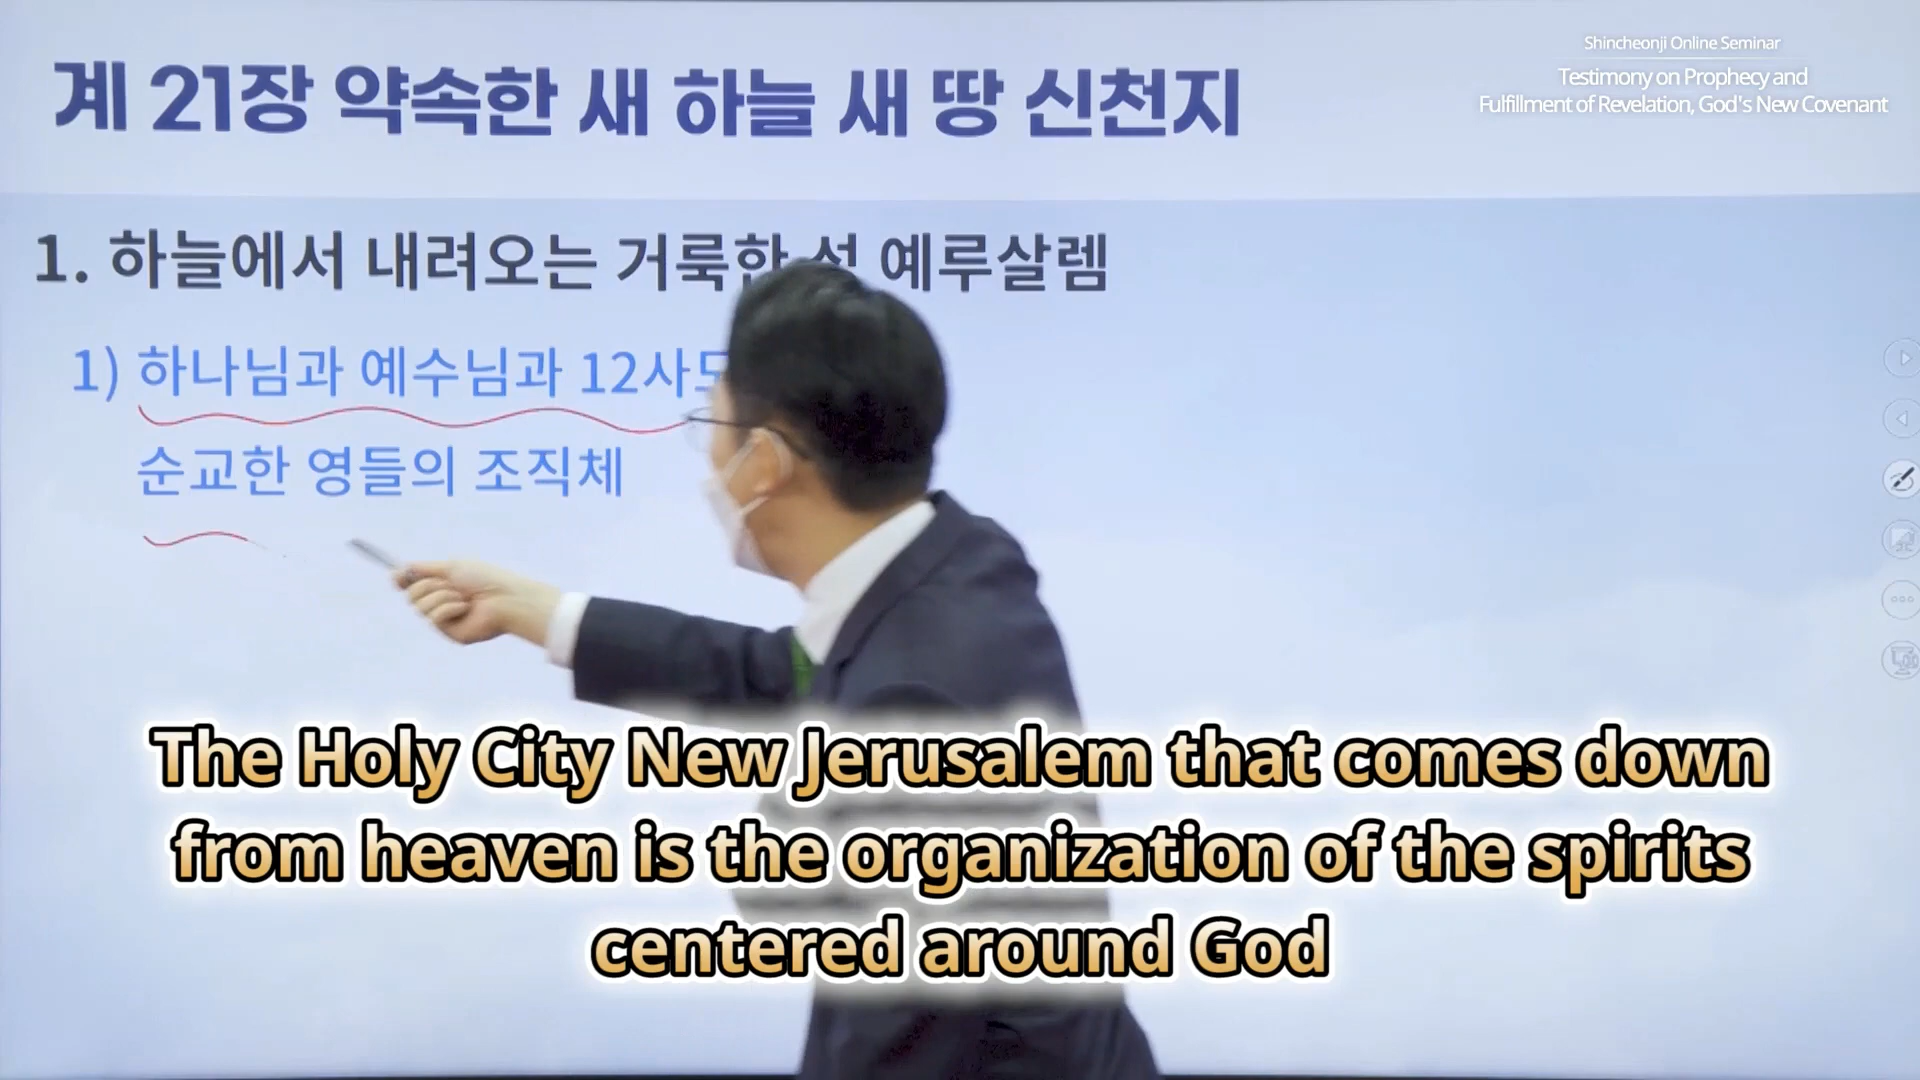 Shincheonji Online Seminar
Testimony on Prophecy and
Fulfillment of Revelation, God's New Covenant
계 21장 약속한 새 하늘 새 땅 신천지
1. 하늘에서 내려오는 거룩한 성 예루살렘
1) 하나님과 예수님과 12사도
순교한 영들의 조직체
The Holy City New Jerusalem that comes down
from heaven is the organization of the spirits
centered around God